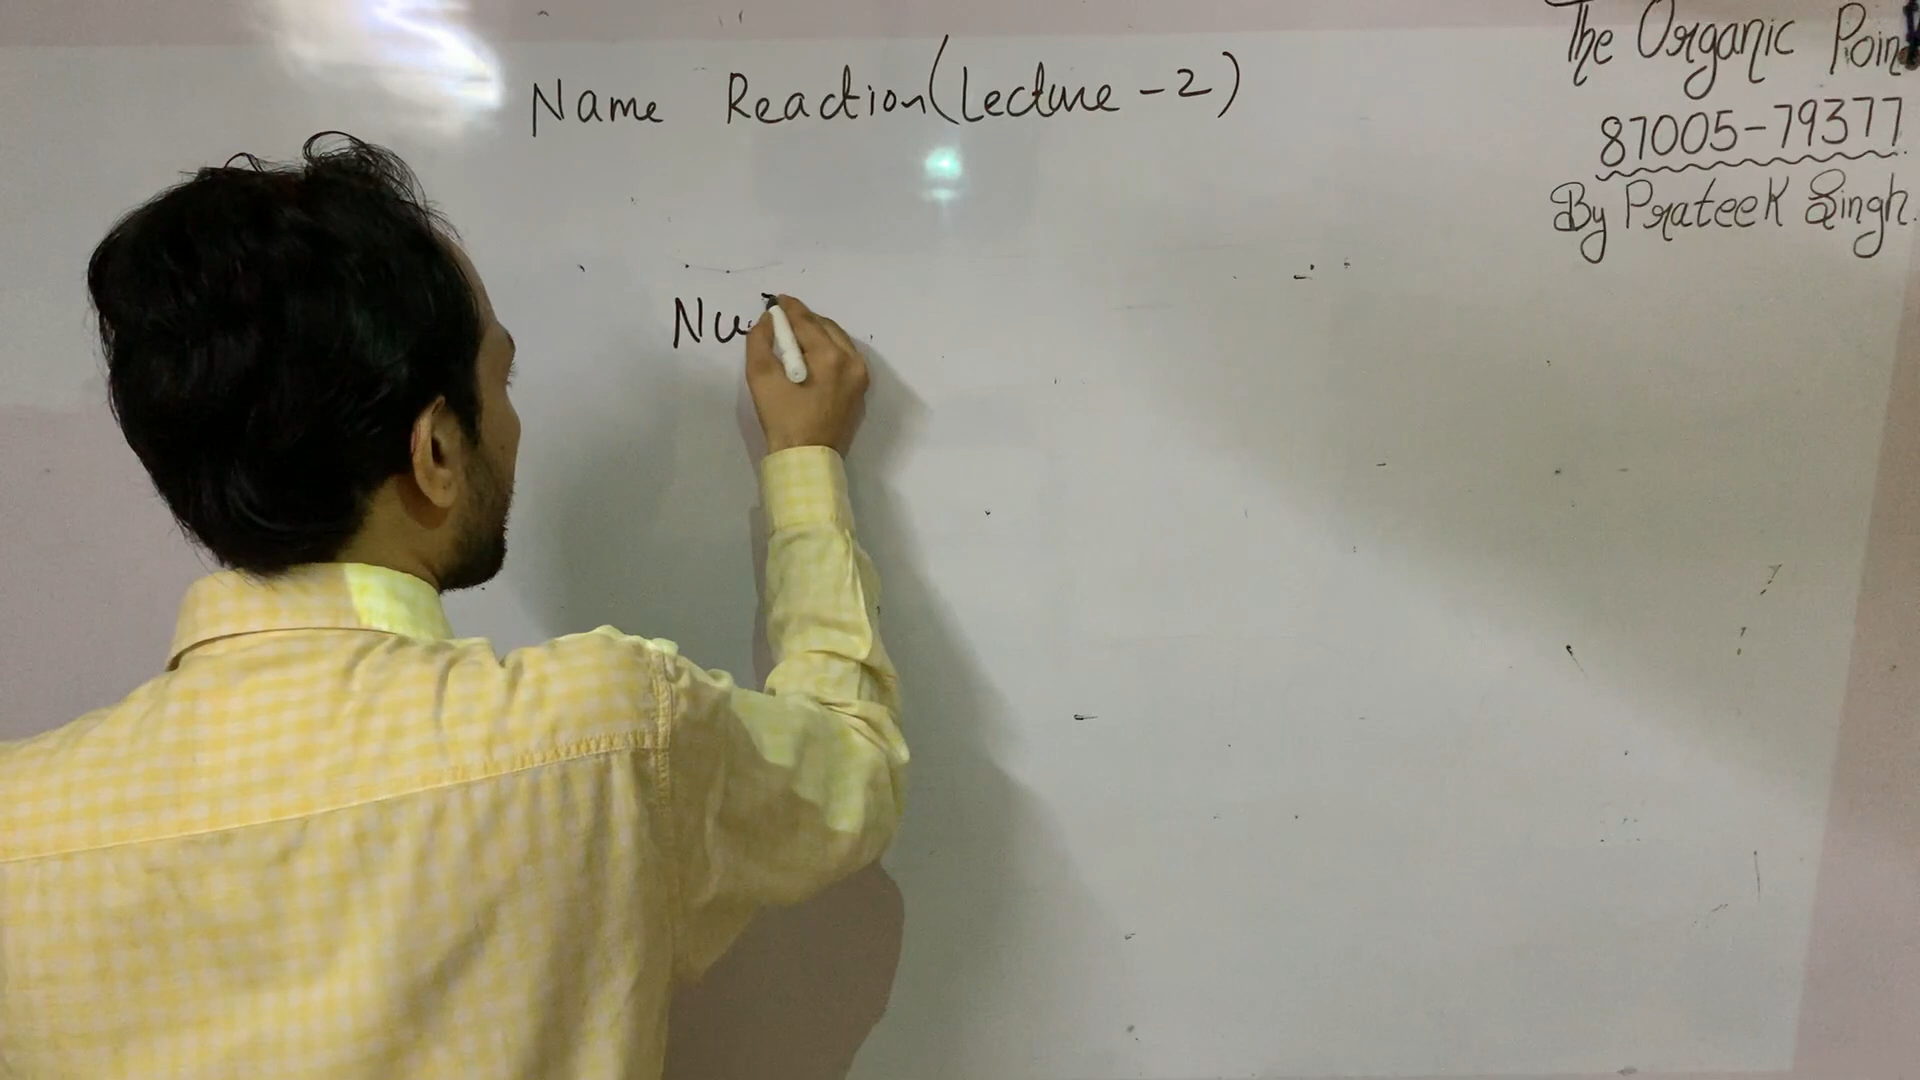 Name Reaction (Lecture - 2)
The Organic Point
87005-79377
By Prateek Singh.
Nu